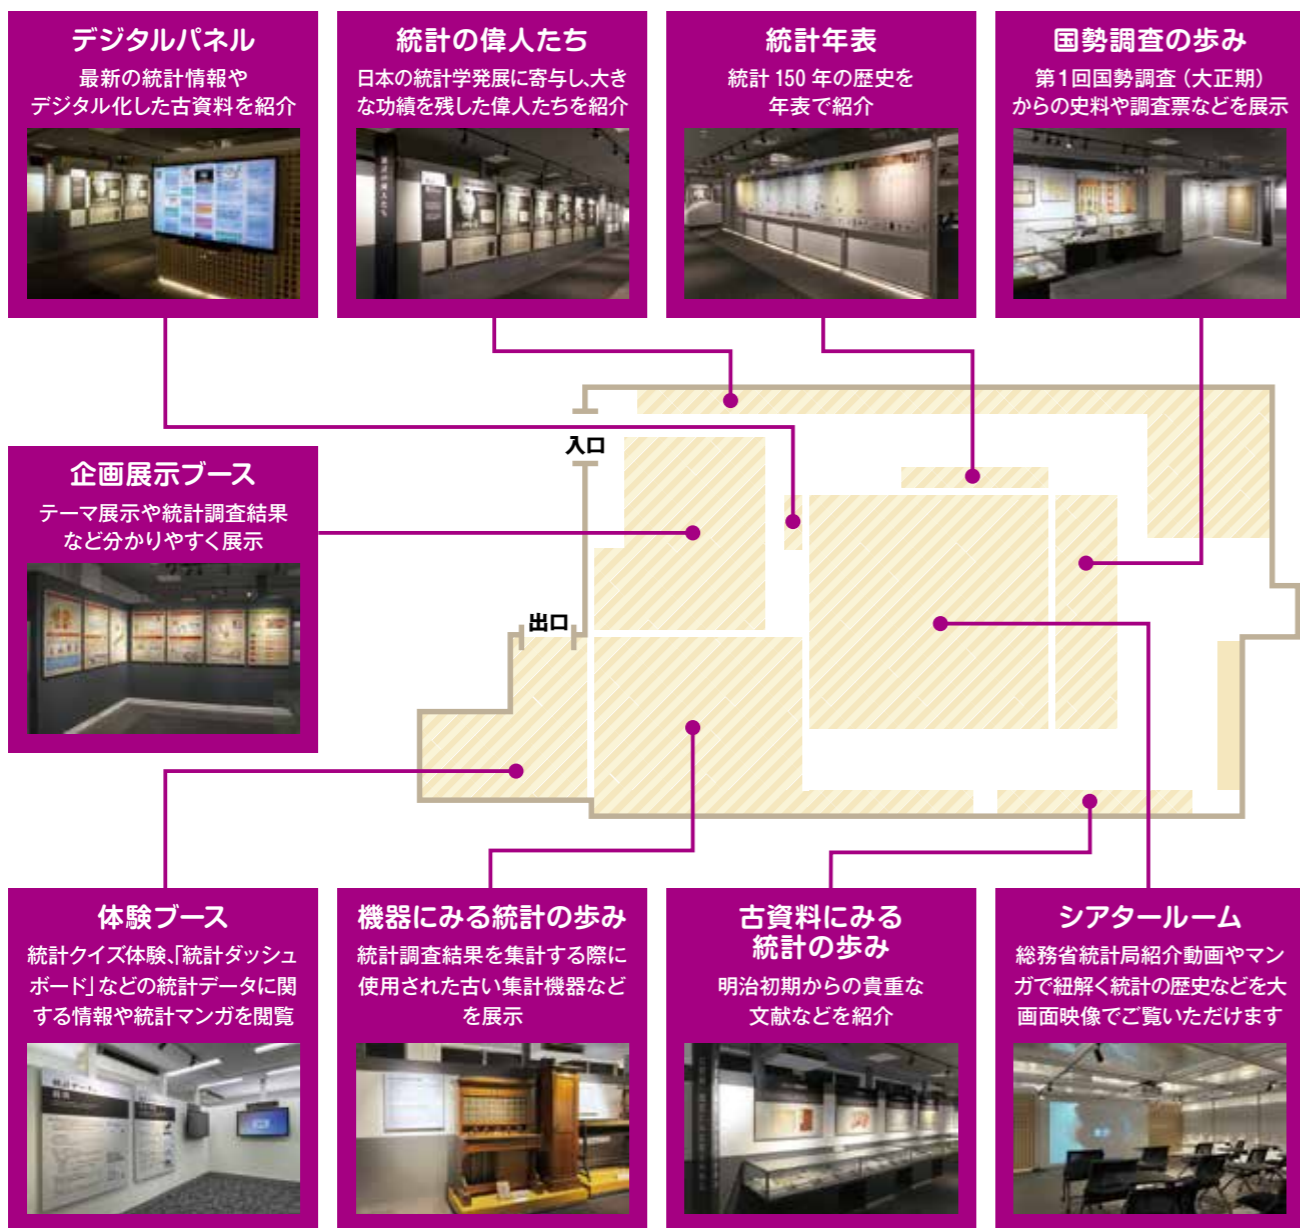 デジタルパネル
最新の統計情報や
デジタル化した古資料を紹介
統計の偉人たち
日本の統計学発展に寄与し、大き
な功績を残した偉人たちを紹介
統計年表
統計 150 年の歴史を
年表で紹介
国勢調査の歩み
第1回国勢調査（大正期）
からの史料や調査票などを展示
入口
企画展示ブース
テーマ展示や統計調査結果
など分かりやすく展示
出口
体験ブース
統計クイズ体験、「統計ダッシュ
ボード」などの統計データに関
する情報や統計マンガを閲覧
機器にみる統計の歩み
統計調査結果を集計する際に
使用された古い集計機器など
を展示
古資料にみる
統計の歩み
明治初期からの貴重な
文献などを紹介
シアタールーム
総務省統計局紹介動画やマン
ガで紐解く統計の歴史などを大
画面映像でご覧いただけます